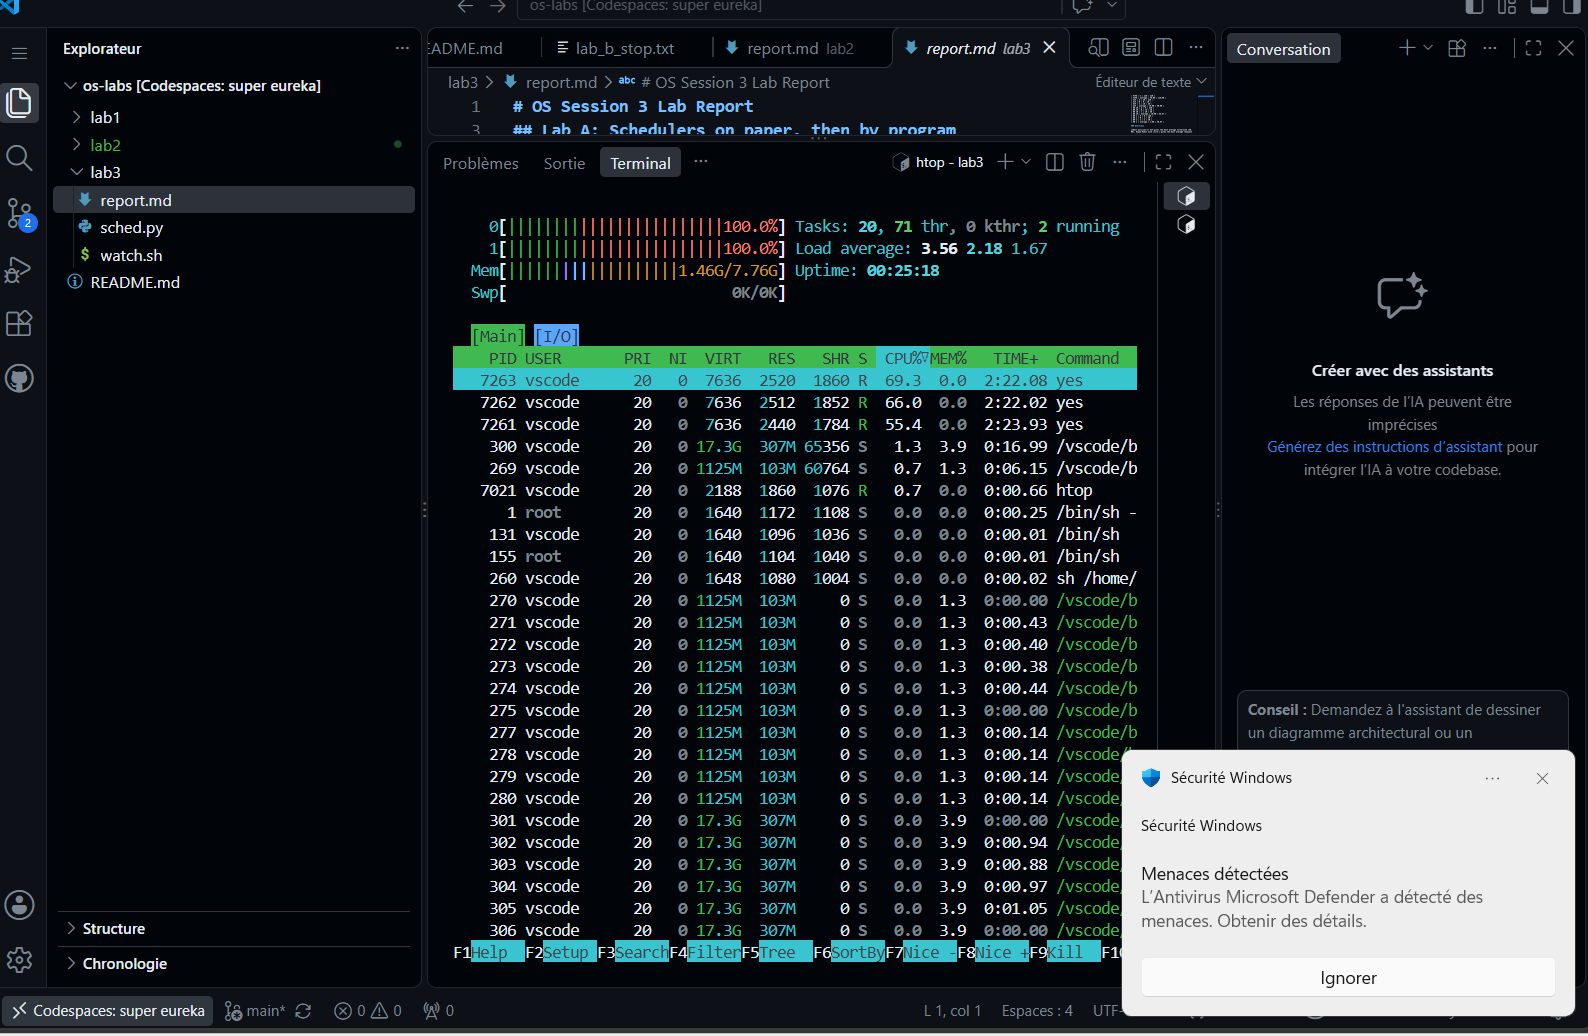 os-labs [Codespaces: super eureka]
Explorateur
os-labs [Codespaces: super eureka]
lab1
lab2
lab3
report.md
sched.py
$ watch.sh
README.md
Structure
Chronologie
EADME.md
lab_b_stop.txt
report.md lab2
report.md lab3
lab3 > report.md > abc # OS Session 3 Lab Report
Éditeur de texte
1 # OS Session 3 Lab Report
3 ## Lab A: Schedulers on paper, then by program
Problèmes Sortie Terminal
htop - lab3
0[100.0%] Tasks: 20, 71 thr, 0 kthr; 2 running
1[100.0%] Load average: 3.56 2.18 1.67
Mem[1.46G/7.76G] Uptime: 00:25:18
Swp[0K/0K]
[Main] [I/O]
PID USER PRI NI VIRT RES SHR S CPU%▽MEM% TIME+ Command
7263 vscode 20 0 7636 2520 1860 R 69.3 0.0 2:22.08 yes
7262 vscode 20 0 7636 2512 1852 R 66.0 0.0 2:22.02 yes
7261 vscode 20 0 7636 2440 1784 R 55.4 0.0 2:23.93 yes
300 vscode 20 0 17.3G 307M 65356 S 1.3 3.9 0:16.99 /vscode/b
269 vscode 20 0 1125M 103M 60764 S 0.7 1.3 0:06.15 /vscode/b
7021 vscode 20 0 2188 1860 1076 R 0.7 0.0 0:00.66 htop
1 root 20 0 1640 1172 1108 S 0.0 0.0 0:00.25 /bin/sh -
131 vscode 20 0 1640 1096 1036 S 0.0 0.0 0:00.01 /bin/sh
155 root 20 0 1640 1104 1040 S 0.0 0.0 0:00.01 /bin/sh
260 vscode 20 0 1648 1080 1004 S 0.0 0.0 0:00.02 sh /home/
270 vscode 20 0 1125M 103M 0 S 0.0 1.3 0:00.00 /vscode/b
271 vscode 20 0 1125M 103M 0 S 0.0 1.3 0:00.43 /vscode/b
272 vscode 20 0 1125M 103M 0 S 0.0 1.3 0:00.40 /vscode/b
273 vscode 20 0 1125M 103M 0 S 0.0 1.3 0:00.38 /vscode/b
274 vscode 20 0 1125M 103M 0 S 0.0 1.3 0:00.44 /vscode/b
275 vscode 20 0 1125M 103M 0 S 0.0 1.3 0:00.00 /vscode/b
277 vscode 20 0 1125M 103M 0 S 0.0 1.3 0:00.14 /vscode/b
278 vscode 20 0 1125M 103M 0 S 0.0 1.3 0:00.14 /vscode/b
279 vscode 20 0 1125M 103M 0 S 0.0 1.3 0:00.14 /vscode/
280 vscode 20 0 1125M 103M 0 S 0.0 1.3 0:00.14 /vscode/
301 vscode 20 0 17.3G 307M 0 S 0.0 3.9 0:00.00 /vscode/
302 vscode 20 0 17.3G 307M 0 S 0.0 3.9 0:00.94 /vscode/
303 vscode 20 0 17.3G 307M 0 S 0.0 3.9 0:00.88 /vscode/
304 vscode 20 0 17.3G 307M 0 S 0.0 3.9 0:00.97 /vscode/
305 vscode 20 0 17.3G 307M 0 S 0.0 3.9 0:01.05 /vscode/
306 vscode 20 0 17.3G 307M 0 S 0.0 3.9 0:00.00 /vscode/
F1Help F2Setup F3SearchF4FilterF5Tree F6SortByF7Nice -F8Nice +F9Kill F10
Conversation
Créer avec des assistants
Les réponses de l'IA peuvent être
imprécises
Générez des instructions d'assistant pour
intégrer l'IA à votre codebase.
Conseil : Demandez à l'assistant de dessiner
un diagramme architectural ou un
Sécurité Windows
Sécurité Windows
Menaces détectées
L'Antivirus Microsoft Defender a détecté des
menaces. Obtenir des détails.
Ignorer
2
Codespaces: super eureka main* 0 0 0
L 1, col 1 Espaces : 4 UTF-